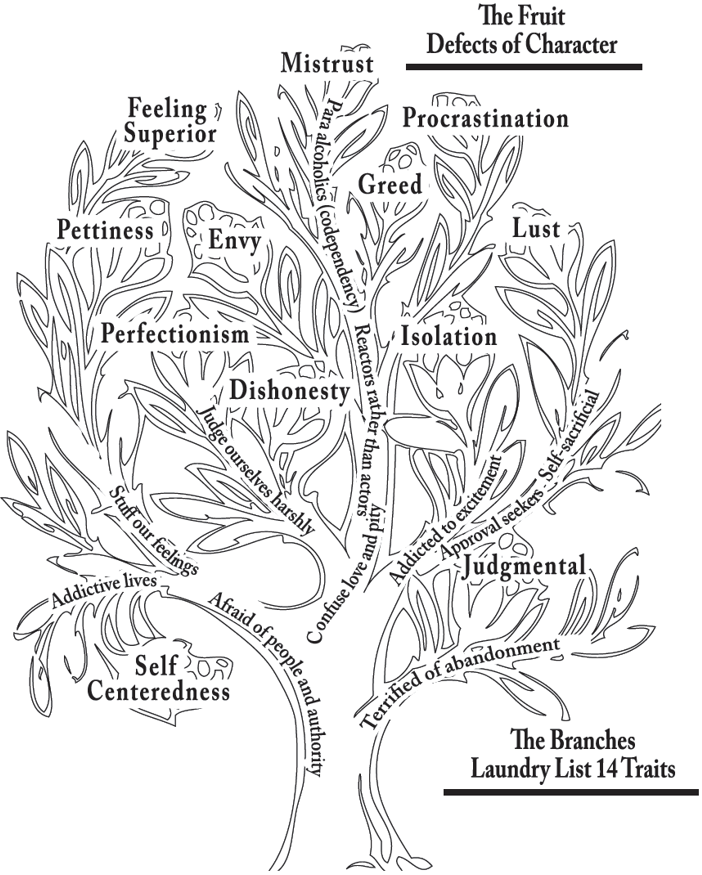 The Fruit
Defects of Character
Mistrust
Feeling
Superior
Procrastination
Para alcoholics (codependency)
Greed
Pettiness
Envy
Lust
Perfectionism
Isolation
Reactors rather than actors
Dishonesty
Judge ourselves harshly
Self-sacrificial
Addicted to excitement
Approval seekers
Stuff our feelings
Confuse love and pity
Judgmental
Addictive lives
Afraid of people and authority
Terrified of abandonment
Self
Centeredness
The Branches
Laundry List 14 Traits